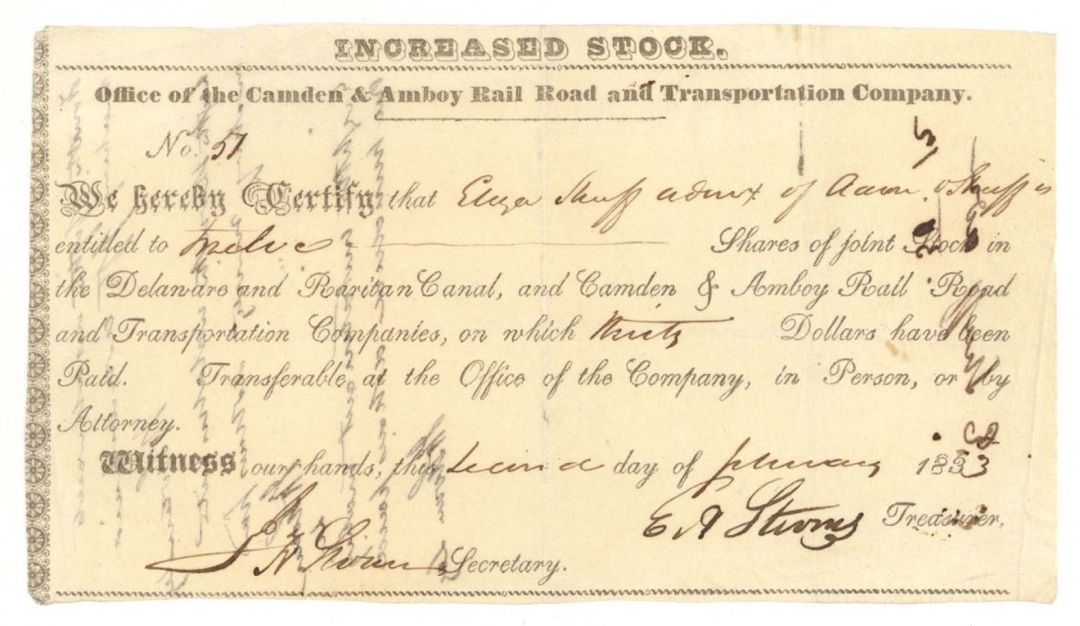 INCREASED STOCK.
Office of the Camden & Amboy Rail Road and Transportation Company.
No. 51
We hereby Certify that Eliza Shuff admx of Aaron Shuff is
entitled to twelve Shares of joint Stock in
the Delaware and Raritan Canal, and Camden & Amboy Rail Road
and Transportation Companies, on which thirty Dollars have been
Paid. Transferable at the Office of the Company, in Person, or by
Attorney.
Witness our hands, this second day of february 1833
E A Stevens Treasurer.
Secretary.